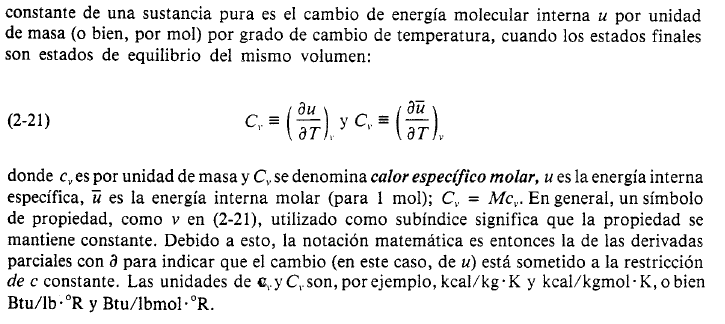 constante de una sustancia pura es el cambio de energía molecular interna u por unidad
de masa (o bien, por mol) por grado de cambio de temperatura, cuando los estados finales
son estados de equilibrio del mismo volumen:
(2-21) C_v ≡ (∂u/∂T)_v y C_v ≡ (∂ū/∂T)_v
donde c_v es por unidad de masa y C_v se denomina calor específico molar, u es la energía interna
específica, ū es la energía interna molar (para 1 mol); C_v = Mc_v. En general, un símbolo
de propiedad, como v en (2-21), utilizado como subíndice significa que la propiedad se
mantiene constante. Debido a esto, la notación matemática es entonces la de las derivadas
parciales con ∂ para indicar que el cambio (en este caso, de u) está sometido a la restricción
de c constante. Las unidades de c_v y C_v son, por ejemplo, kcal/kg·K y kcal/kgmol·K, o bien
Btu/lb·°R y Btu/lbmol·°R.